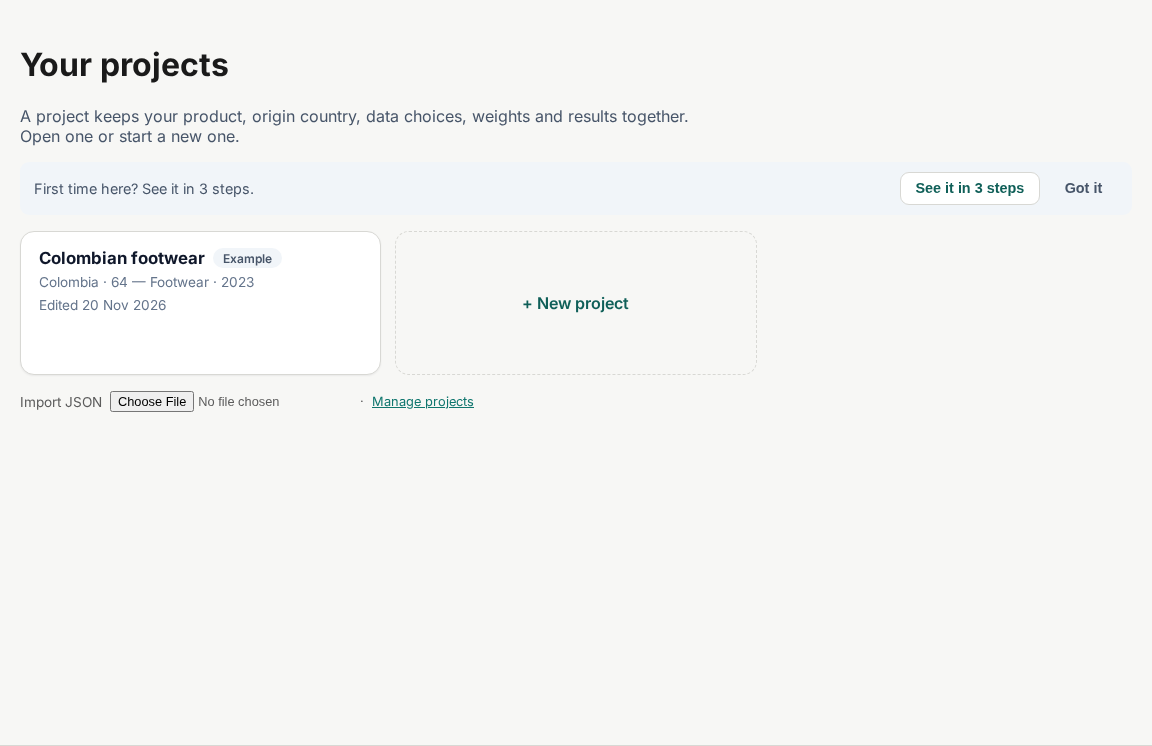 Your projects
A project keeps your product, origin country, data choices, weights and results together.
Open one or start a new one.
First time here? See it in 3 steps.
See it in 3 steps
Got it
Colombian footwear Example
Colombia · 64 — Footwear · 2023
Edited 20 Nov 2026
+ New project
Import JSON Choose File No file chosen · Manage projects